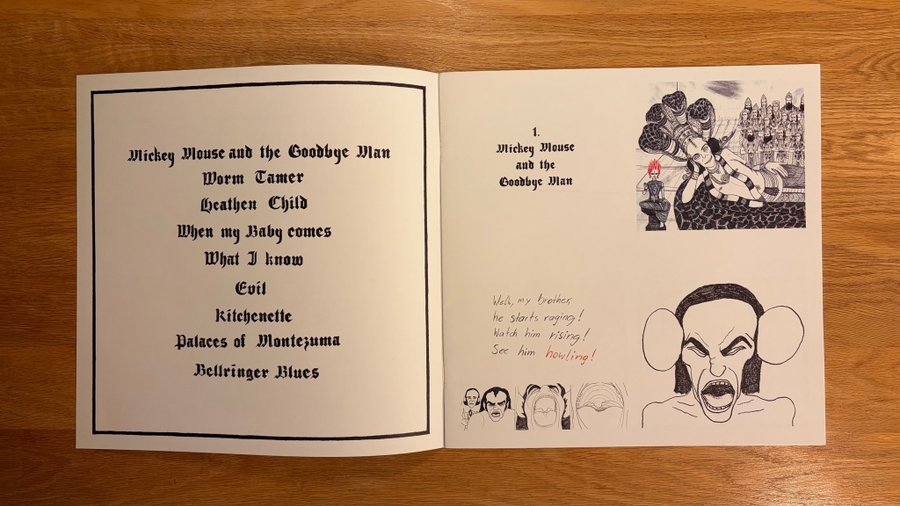 Mickey Mouse and the Goodbye Man
Worm Tamer
Heathen Child
When my Baby comes
What I know
Evil
Kitchenette
Palaces of Montezuma
Bellringer Blues
1.
Mickey Mouse
and the
Goodbye Man
Well, my brother,
he starts raging!
Watch him rising!
See him howling!